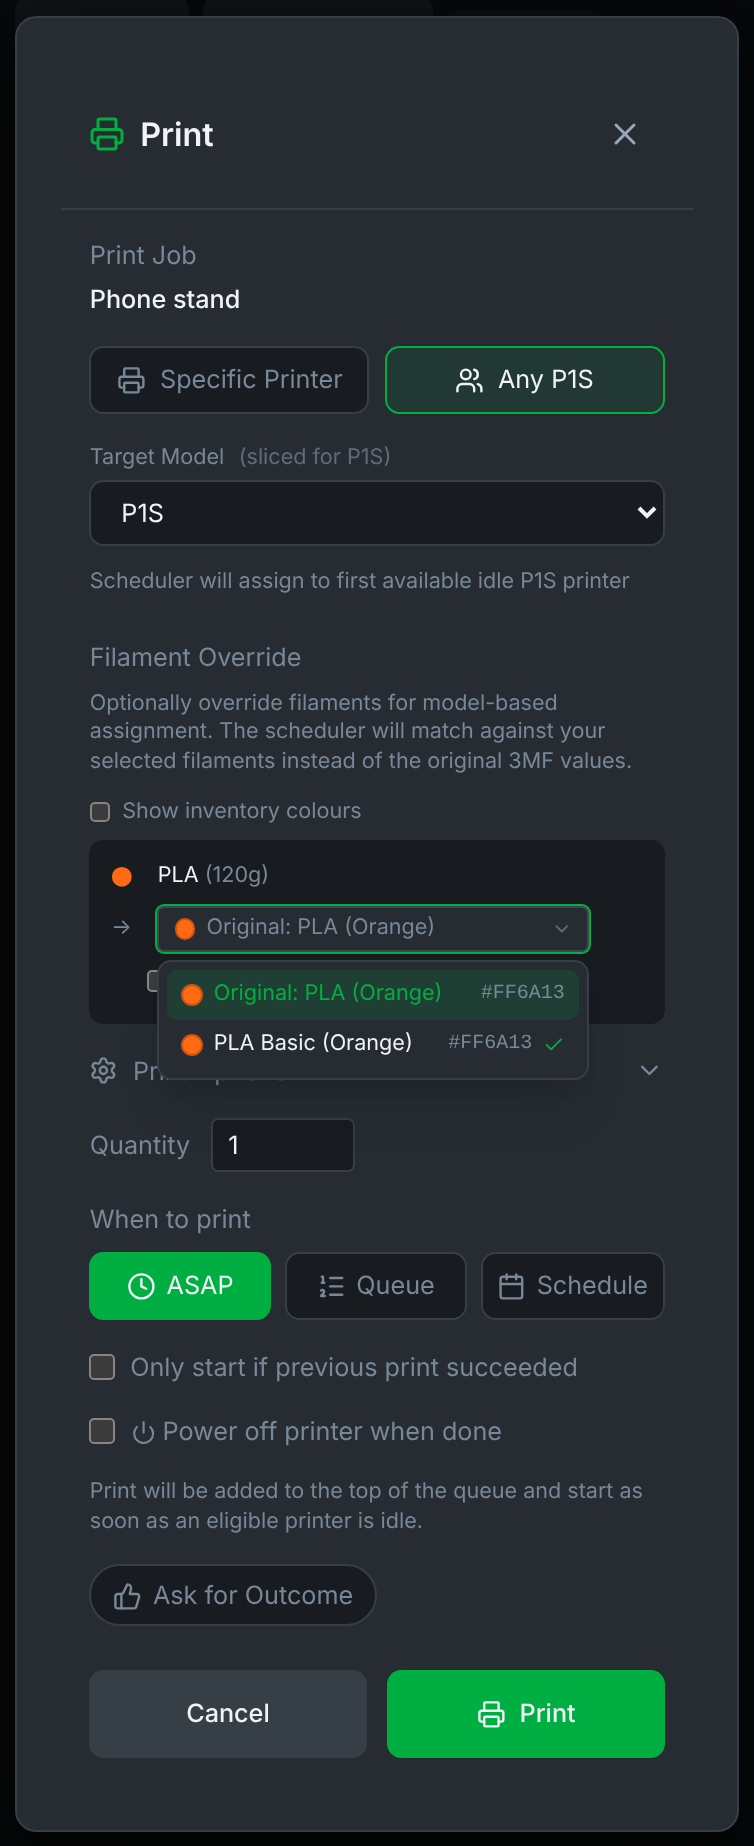 Print
Print Job
Phone stand
Specific Printer
Any P1S
Target Model (sliced for P1S)
P1S
Scheduler will assign to first available idle P1S printer
Filament Override
Optionally override filaments for model-based
assignment. The scheduler will match against your
selected filaments instead of the original 3MF values.
Show inventory colours
PLA (120g)
→ Original: PLA (Orange)
Original: PLA (Orange) #FF6A13
PLA Basic (Orange) #FF6A13 ✓
Quantity 1
When to print
ASAP
Queue
Schedule
Only start if previous print succeeded
Power off printer when done
Print will be added to the top of the queue and start as
soon as an eligible printer is idle.
Ask for Outcome
Cancel
Print